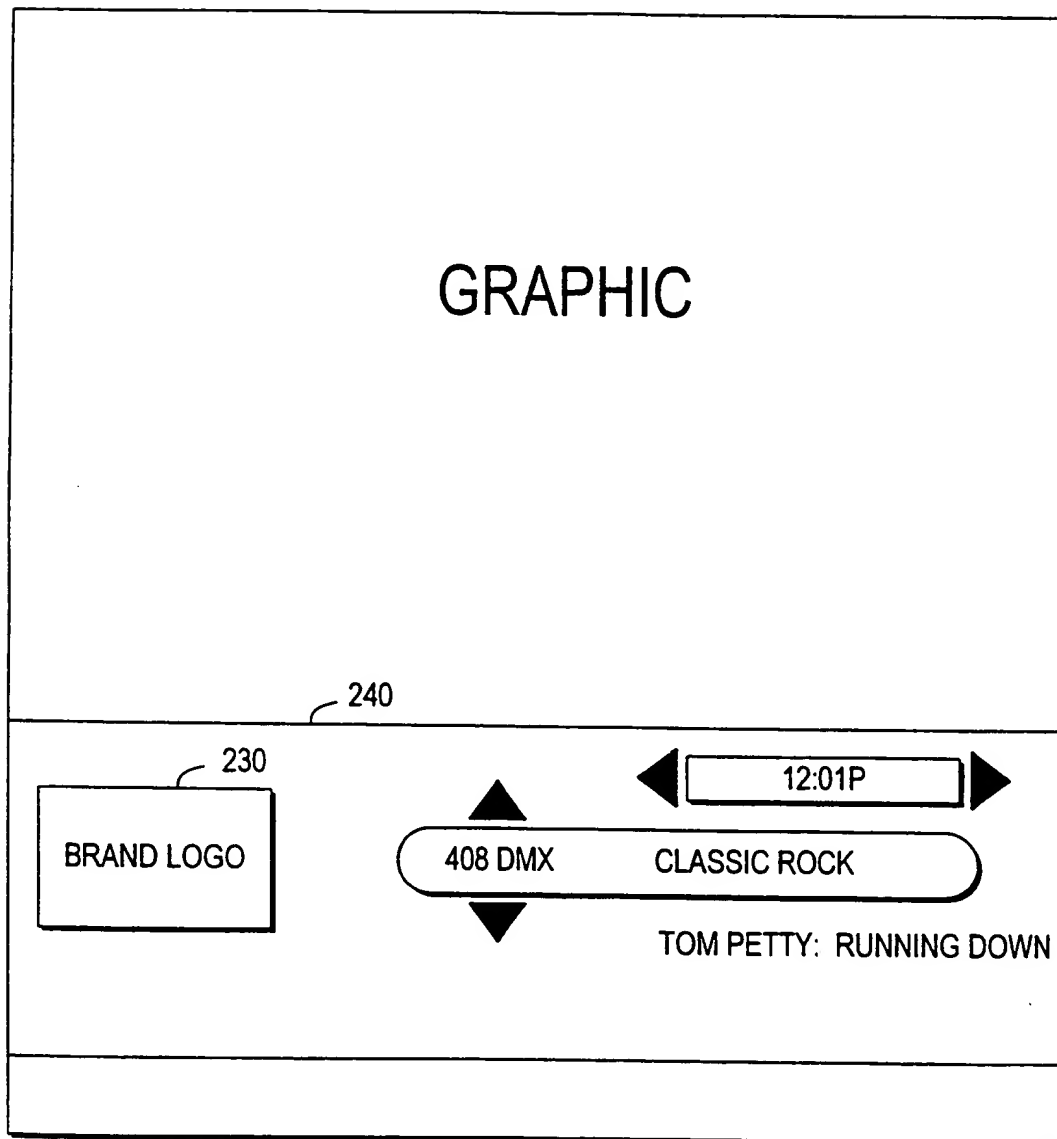 GRAPHIC
240
230
12:01P
BRAND LOGO
408 DMX CLASSIC ROCK
TOM PETTY: RUNNING DOWN